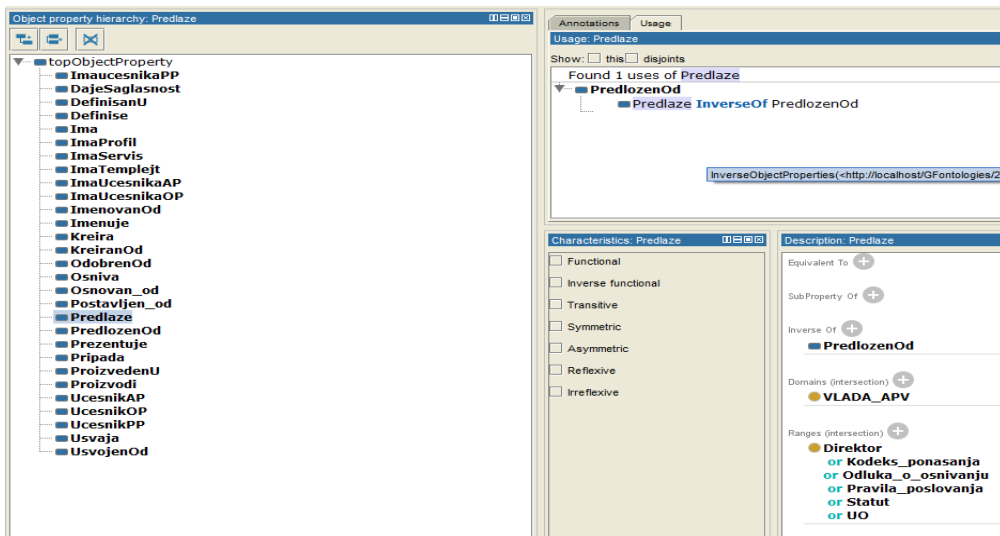 Object property hierarchy: Predlaze
topObjectProperty
ImaucesnikaPP
DajeSaglasnost
DefinisanU
Definise
Ima
ImaProfil
ImaServis
ImaTemplejt
ImaUcesnikaAP
ImaUcesnikaOP
ImenovanOd
Imenuje
Kreira
KreiranOd
OdobrenOd
Osniva
Osnovan_od
Postavljen_od
Predlaze
PredlozenOd
Prezentuje
Pripada
ProizvedenU
Proizvodi
UcesnikAP
UcesnikOP
UcesnikPP
Usvaja
UsvojenOd
Annotations Usage
Usage: Predlaze
Show: this disjoints
Found 1 uses of Predlaze
PredlozenOd
Predlaze InverseOf PredlozenOd
InverseObjectProperties(<http://localhost/GFontologies/2
Characteristics: Predlaze
Functional
Inverse functional
Transitive
Symmetric
Asymmetric
Reflexive
Irreflexive
Description: Predlaze
Equivalent To
SubProperty Of
Inverse Of
PredlozenOd
Domains (intersection)
VLADA_APV
Ranges (intersection)
Direktor
or Kodeks_ponasanja
or Odluka_o_osnivanju
or Pravila_poslovanja
or Statut
or UO